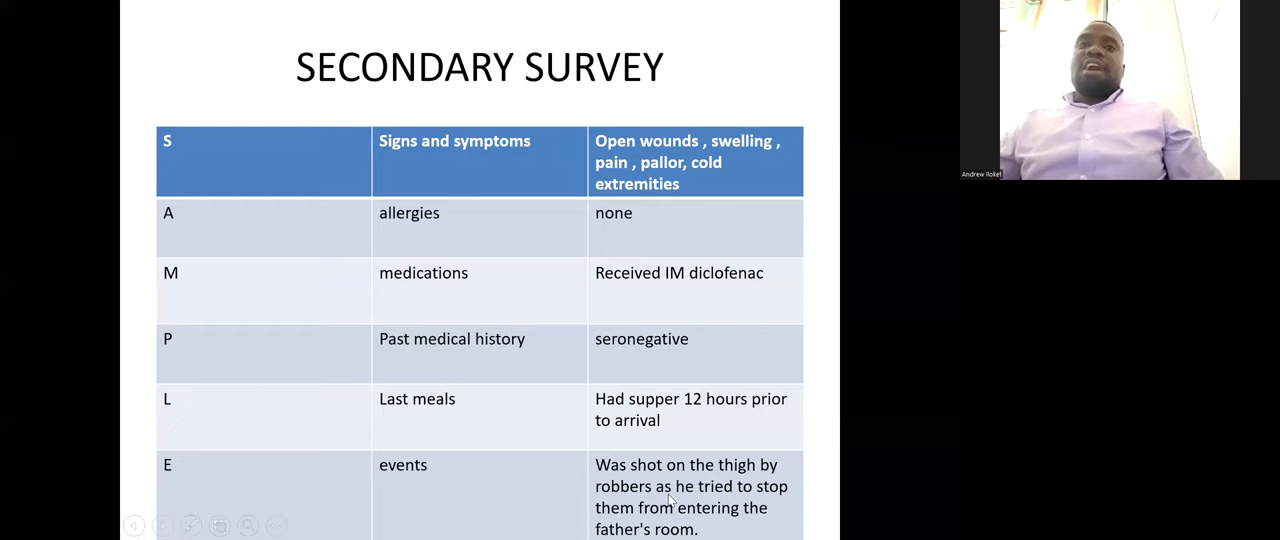 SECONDARY SURVEY
S
Signs and symptoms
Open wounds , swelling ,
pain , pallor, cold
extremities
A
allergies
none
M
medications
Received IM diclofenac
P
Past medical history
seronegative
L
Last meals
Had supper 12 hours prior
to arrival
E
events
Was shot on the thigh by
robbers as he tried to stop
them from entering the
father's room.
Andrew Iloket